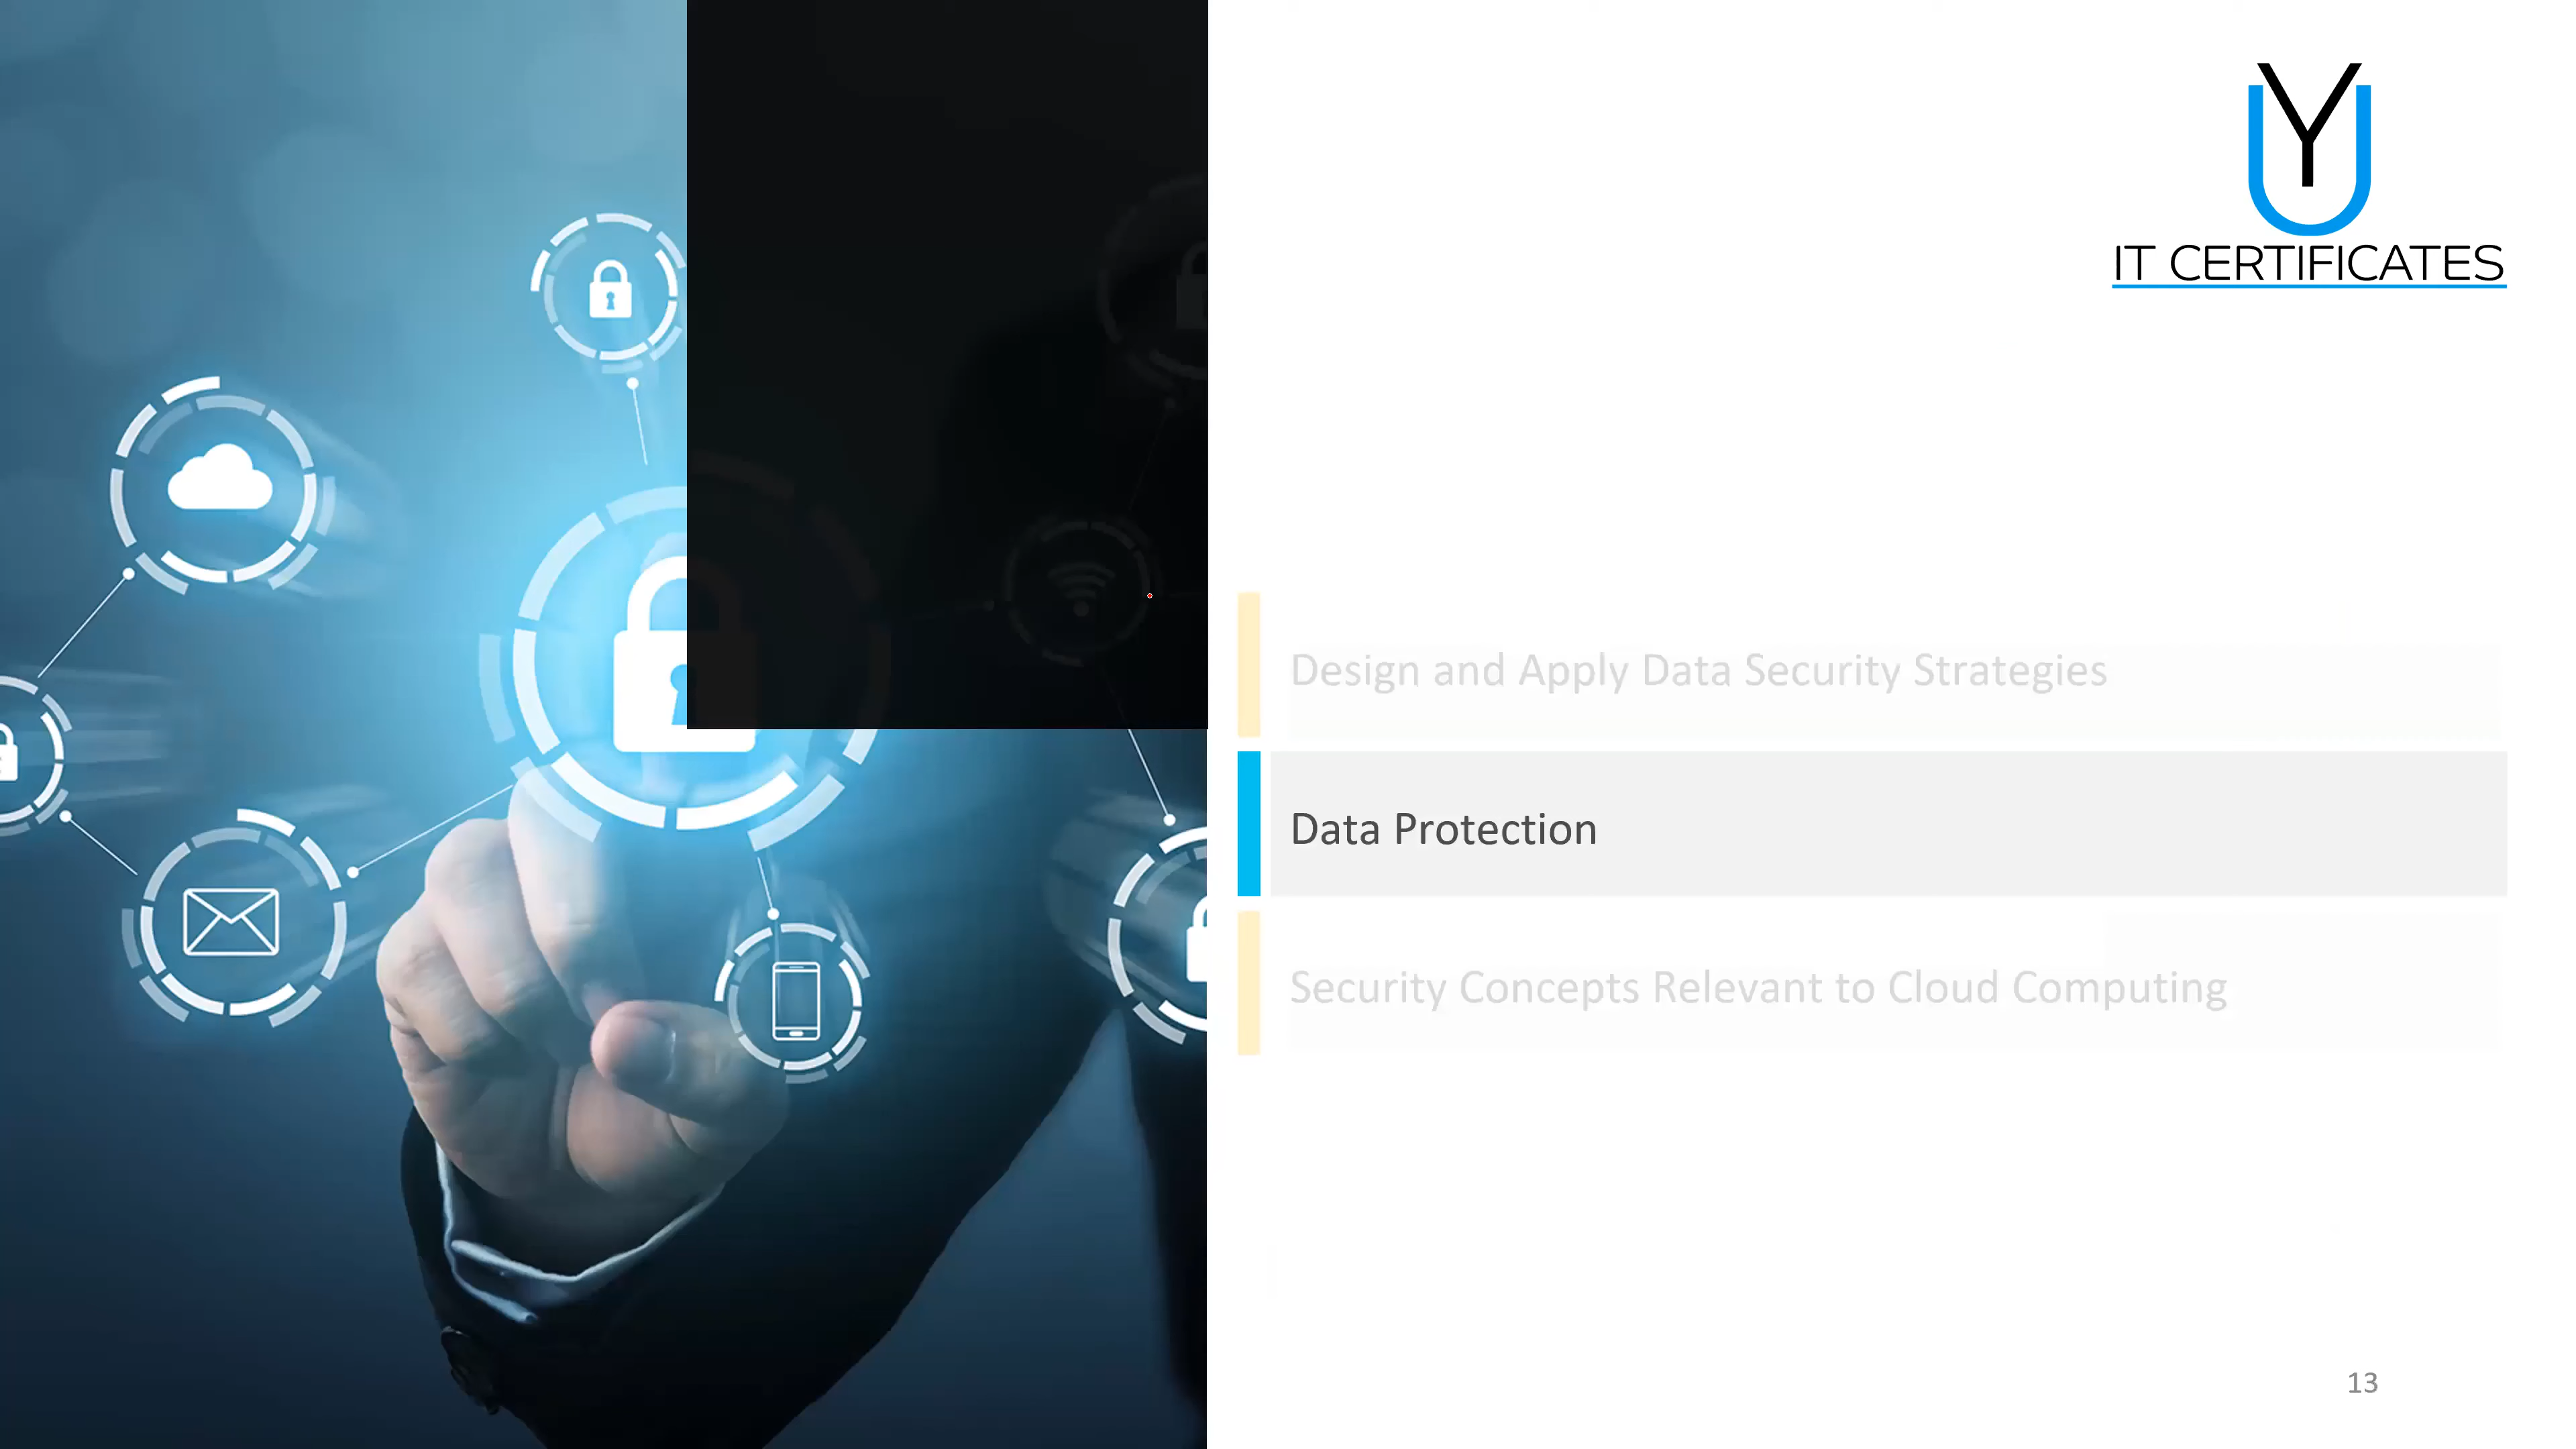 IT CERTIFICATES
Design and Apply Data Security Strategies
Data Protection
Security Concepts Relevant to Cloud Computing
13